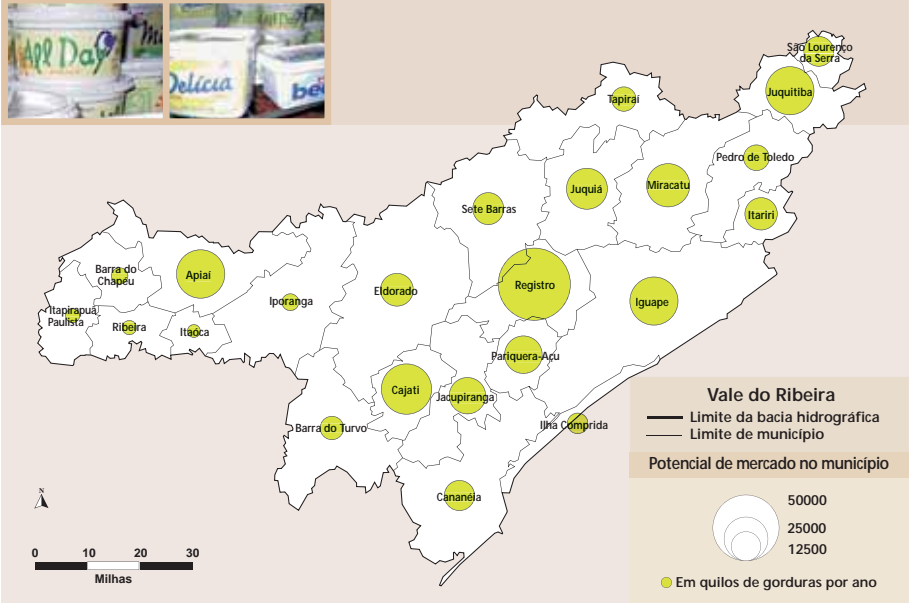 All Day
Delícia
be
São Lourenço
da Serra
Juquitiba
Tapiraí
Pedro de Toledo
Juquiá
Miracatu
Sete Barras
Itariri
Barra do
Chapéu
Apiaí
Registro
Eldorado
Iporanga
Iguape
Itapirapuã
Paulista
Ribeira
Itaóca
Pariquera-Açu
Cajati
Jacupiranga
Barra do Turvo
Ilha Comprida
Cananéia
N
0 10 20 30
Milhas
Vale do Ribeira
Limite da bacia hidrográfica
Limite de município
Potencial de mercado no município
50000
25000
12500
Em quilos de gorduras por ano